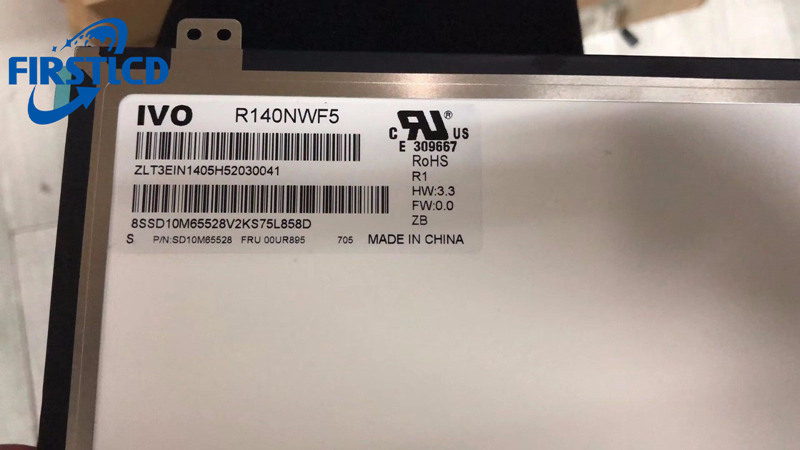 FIRSTLCD
IVO R140NWF5
C RU ® US
E 309667
ZLT3EIN1405H52030041
RoHS
R1
HW:3.3
FW:0.0
ZB
8SSD10M65528V2KS75L858D
S P/N:SD10M65528 FRU 00UR895 705 MADE IN CHINA